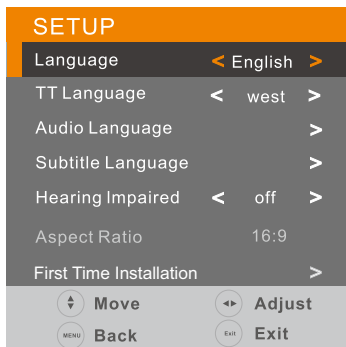 SETUP
Language < English >
TT Language < west >
Audio Language >
Subtitle Language >
Hearing Impaired < off >
Aspect Ratio 16:9
First Time Installation >
Move Adjust
MENU Back Exit Exit